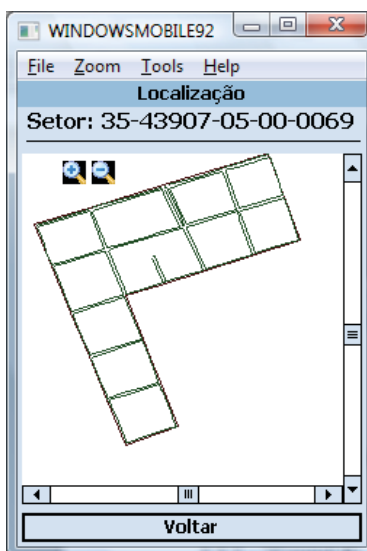 WINDOWSMOBILE92
File Zoom Tools Help
Localização
Setor: 35-43907-05-00-0069
Voltar